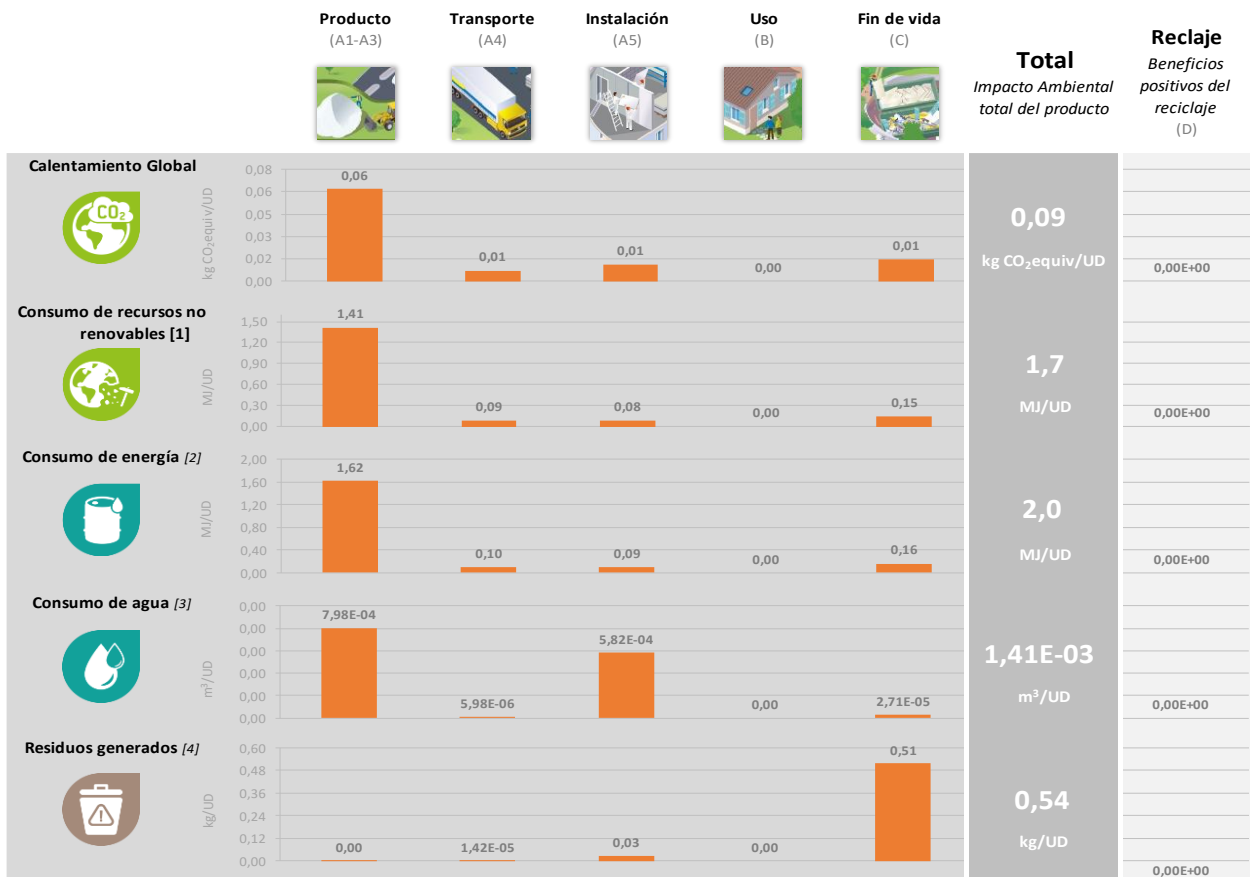 Producto
(A1-A3)
Transporte
(A4)
Instalación
(A5)
Uso
(B)
Fin de vida
(C)
Total
Impacto Ambiental
total del producto
Reclaje
Beneficios
positivos del
reciclaje
(D)
Calentamiento Global
CO₂
kg CO₂equiv/UD
0,08
0,06
0,05
0,03
0,02
0,00
0,06
0,01
0,01
0,00
0,01
0,09
kg CO₂equiv/UD
0,00E+00
Consumo de recursos no
renovables [1]
MJ/UD
1,50
1,20
0,90
0,60
0,30
0,00
1,41
0,09
0,08
0,00
0,15
1,7
MJ/UD
0,00E+00
Consumo de energía [2]
MJ/UD
2,00
1,60
1,20
0,80
0,40
0,00
1,62
0,10
0,09
0,00
0,16
2,0
MJ/UD
0,00E+00
Consumo de agua [3]
m³/UD
0,00
0,00
0,00
0,00
0,00
0,00
7,98E-04
5,98E-06
5,82E-04
0,00
2,71E-05
1,41E-03
m³/UD
0,00E+00
Residuos generados [4]
kg/UD
0,60
0,48
0,36
0,24
0,12
0,00
0,00
1,42E-05
0,03
0,00
0,51
0,54
kg/UD
0,00E+00